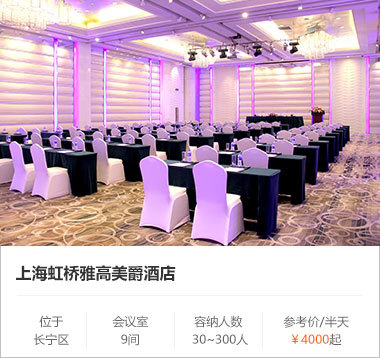 上海虹桥雅高美爵酒店
位于 会议室 容纳人数 参考价/半天
长宁区 9间 30~300人 ¥4000起